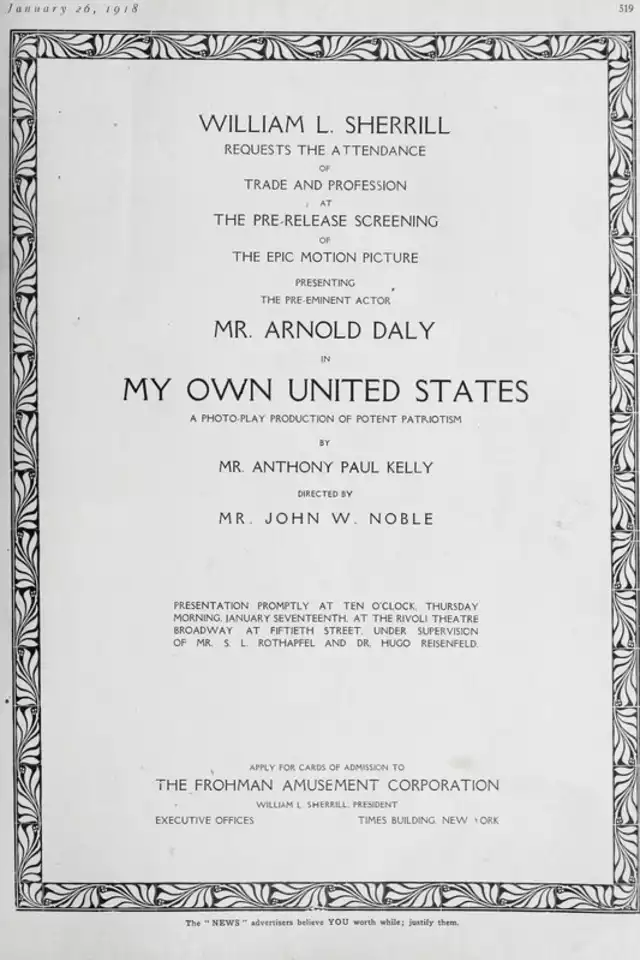 January 26, 1918
519
WILLIAM L. SHERRILL
REQUESTS THE ATTENDANCE
OF
TRADE AND PROFESSION
AT
THE PRE-RELEASE SCREENING
OF
THE EPIC MOTION PICTURE
PRESENTING
THE PRE-EMINENT ACTOR
MR. ARNOLD DALY
IN
MY OWN UNITED STATES
A PHOTO-PLAY PRODUCTION OF POTENT PATRIOTISM
BY
MR. ANTHONY PAUL KELLY
DIRECTED BY
MR. JOHN W. NOBLE
PRESENTATION PROMPTLY AT TEN O'CLOCK, THURSDAY
MORNING, JANUARY SEVENTEENTH, AT THE RIVOLI THEATRE
BROADWAY AT FIFTIETH STREET, UNDER SUPERVISION
OF MR. S. L. ROTHAPFEL AND DR. HUGO REISENFELD.
APPLY FOR CARDS OF ADMISSION TO
THE FROHMAN AMUSEMENT CORPORATION
WILLIAM L. SHERRILL, PRESIDENT
EXECUTIVE OFFICES TIMES BUILDING, NEW YORK
The "NEWS" advertisers believe YOU worth while; justify them.